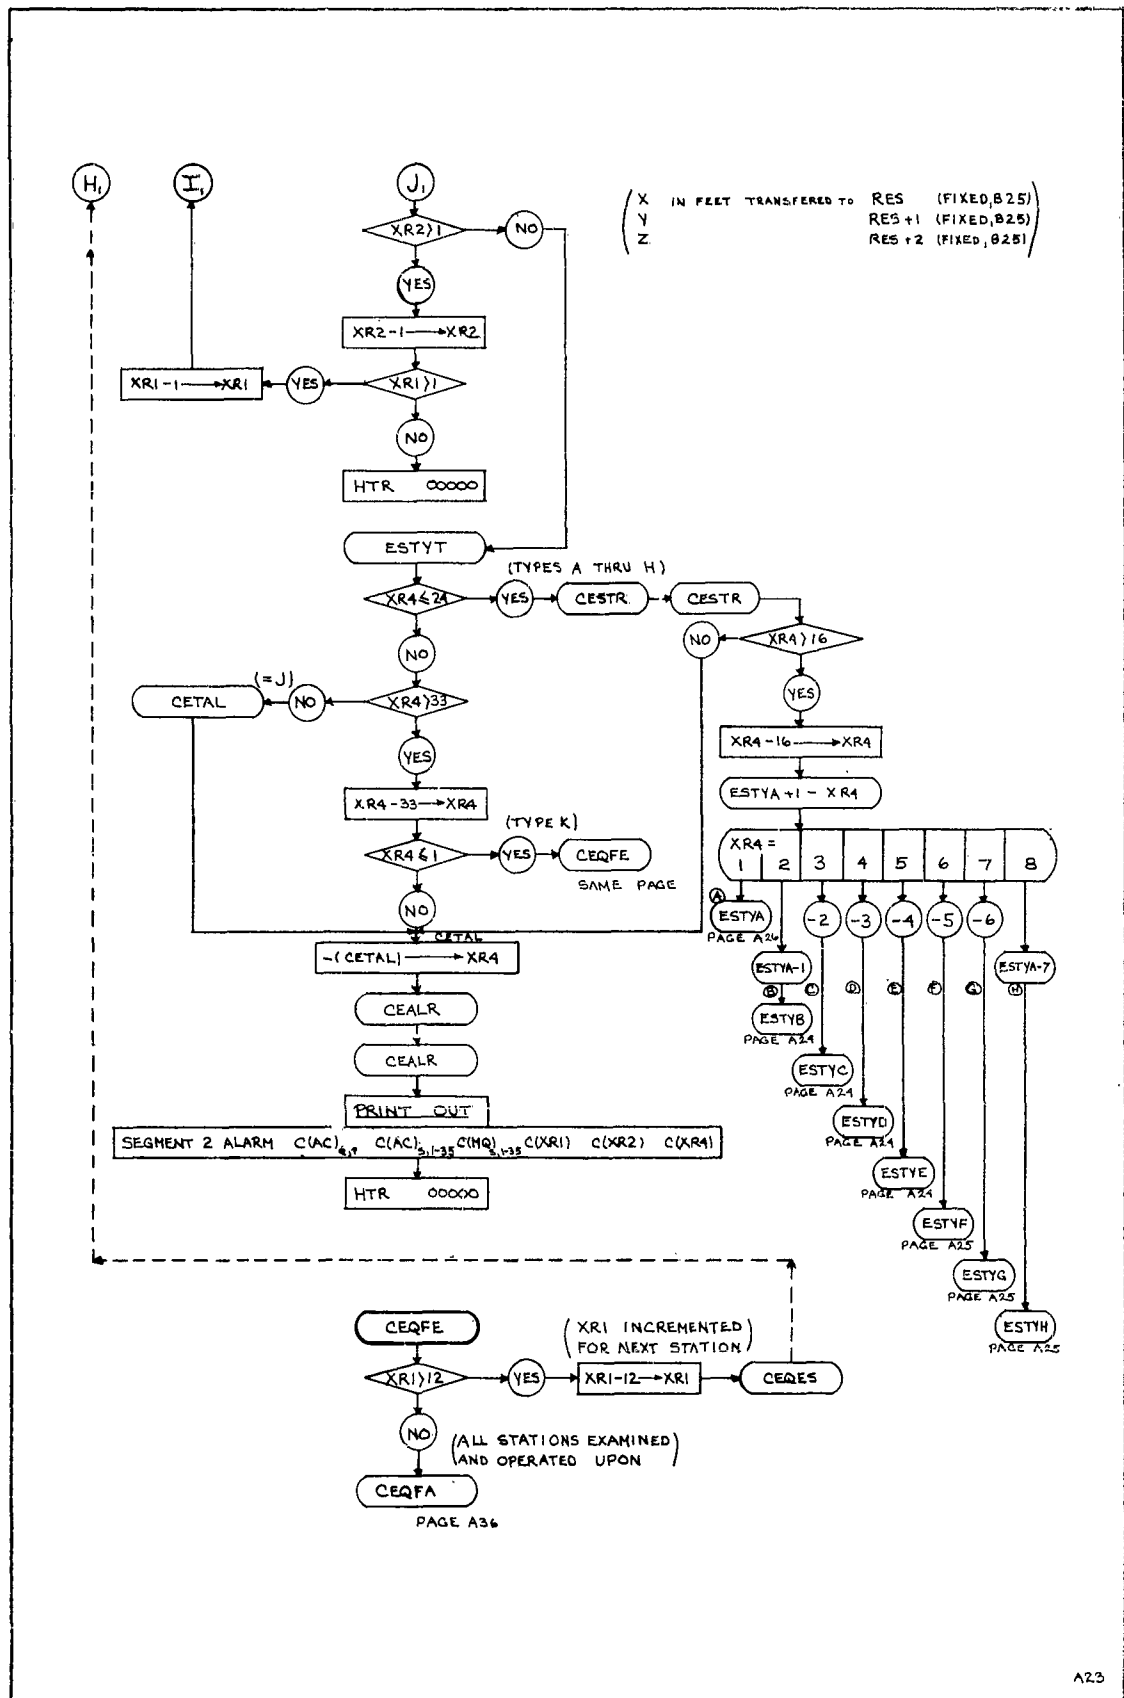 H₁
I₁
J₁
X IN FEET TRANSFERED TO RES (FIXED, B25)
Y RES+1 (FIXED, B25)
Z RES+2 (FIXED, B25)
XR2>1
NO
YES
XR2-1→XR2
XR1-1→XR1
YES
XR1>1
NO
HTR 00000
ESTYT
(TYPES A THRU H)
XR4≤24
YES
CESTR
CESTR
NO
XR4>16
NO
(=J)
CETAL
NO
XR4>33
YES
YES
XR4-16→XR4
XR4-33→XR4
ESTYA+1-XR4
(TYPE K)
XR4≤1
YES
CEQFE
SAME PAGE
XR4=
1 2 3 4 5 6 7 8
NO
A
ESTYA
PAGE A26
-2 -3 -4 -5 -6
CETAL
-(CETAL)→XR4
ESTYA-1
ESTYA-7
B C D E F G H
CEALR
ESTYB
PAGE A24
CEALR
ESTYC
PAGE A24
PRINT OUT
ESTYD
PAGE A24
SEGMENT 2 ALARM C(AC)Q,P C(AC)S,1-35 C(MQ)S,1-35 C(XR1) C(XR2) C(XR4)
ESTYE
PAGE A24
HTR 00000
ESTYF
PAGE A25
ESTYG
PAGE A25
CEQFE
(XR1 INCREMENTED
FOR NEXT STATION)
ESTYH
PAGE A25
XR1>12
YES
XR1-12→XR1
CEQES
NO
(ALL STATIONS EXAMINED
AND OPERATED UPON)
CEQFA
PAGE A36
A23